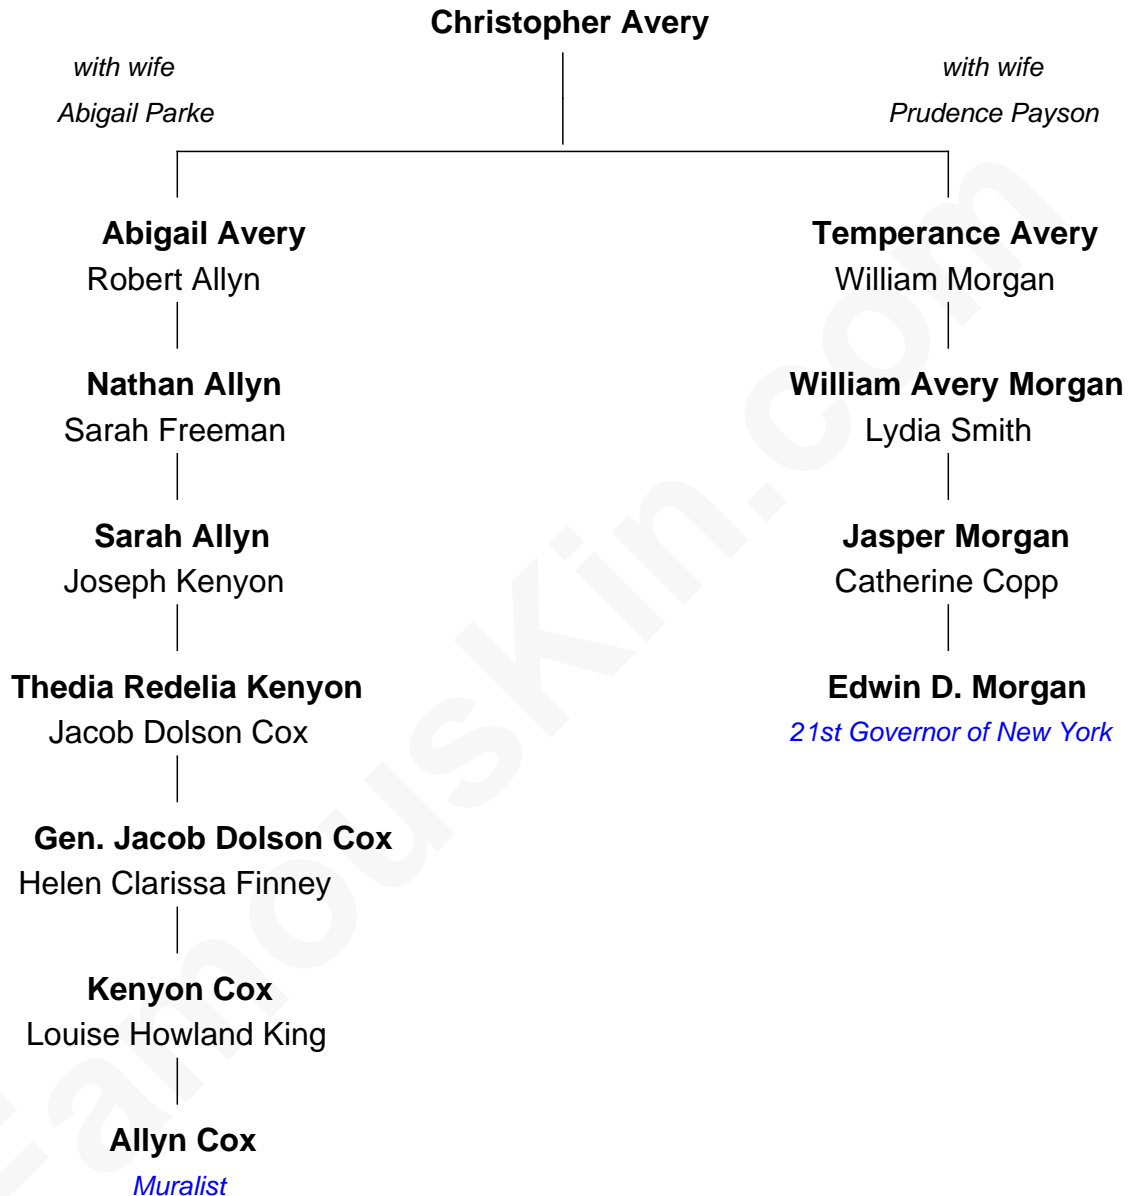 Christopher Avery
with wife
Abigail Parke
with wife
Prudence Payson
Abigail Avery
Robert Allyn
Temperance Avery
William Morgan
Nathan Allyn
Sarah Freeman
William Avery Morgan
Lydia Smith
Sarah Allyn
Joseph Kenyon
Jasper Morgan
Catherine Copp
Thedia Redelia Kenyon
Jacob Dolson Cox
Edwin D. Morgan
21st Governor of New York
Gen. Jacob Dolson Cox
Helen Clarissa Finney
Kenyon Cox
Louise Howland King
Allyn Cox
Muralist
FamousKin.com